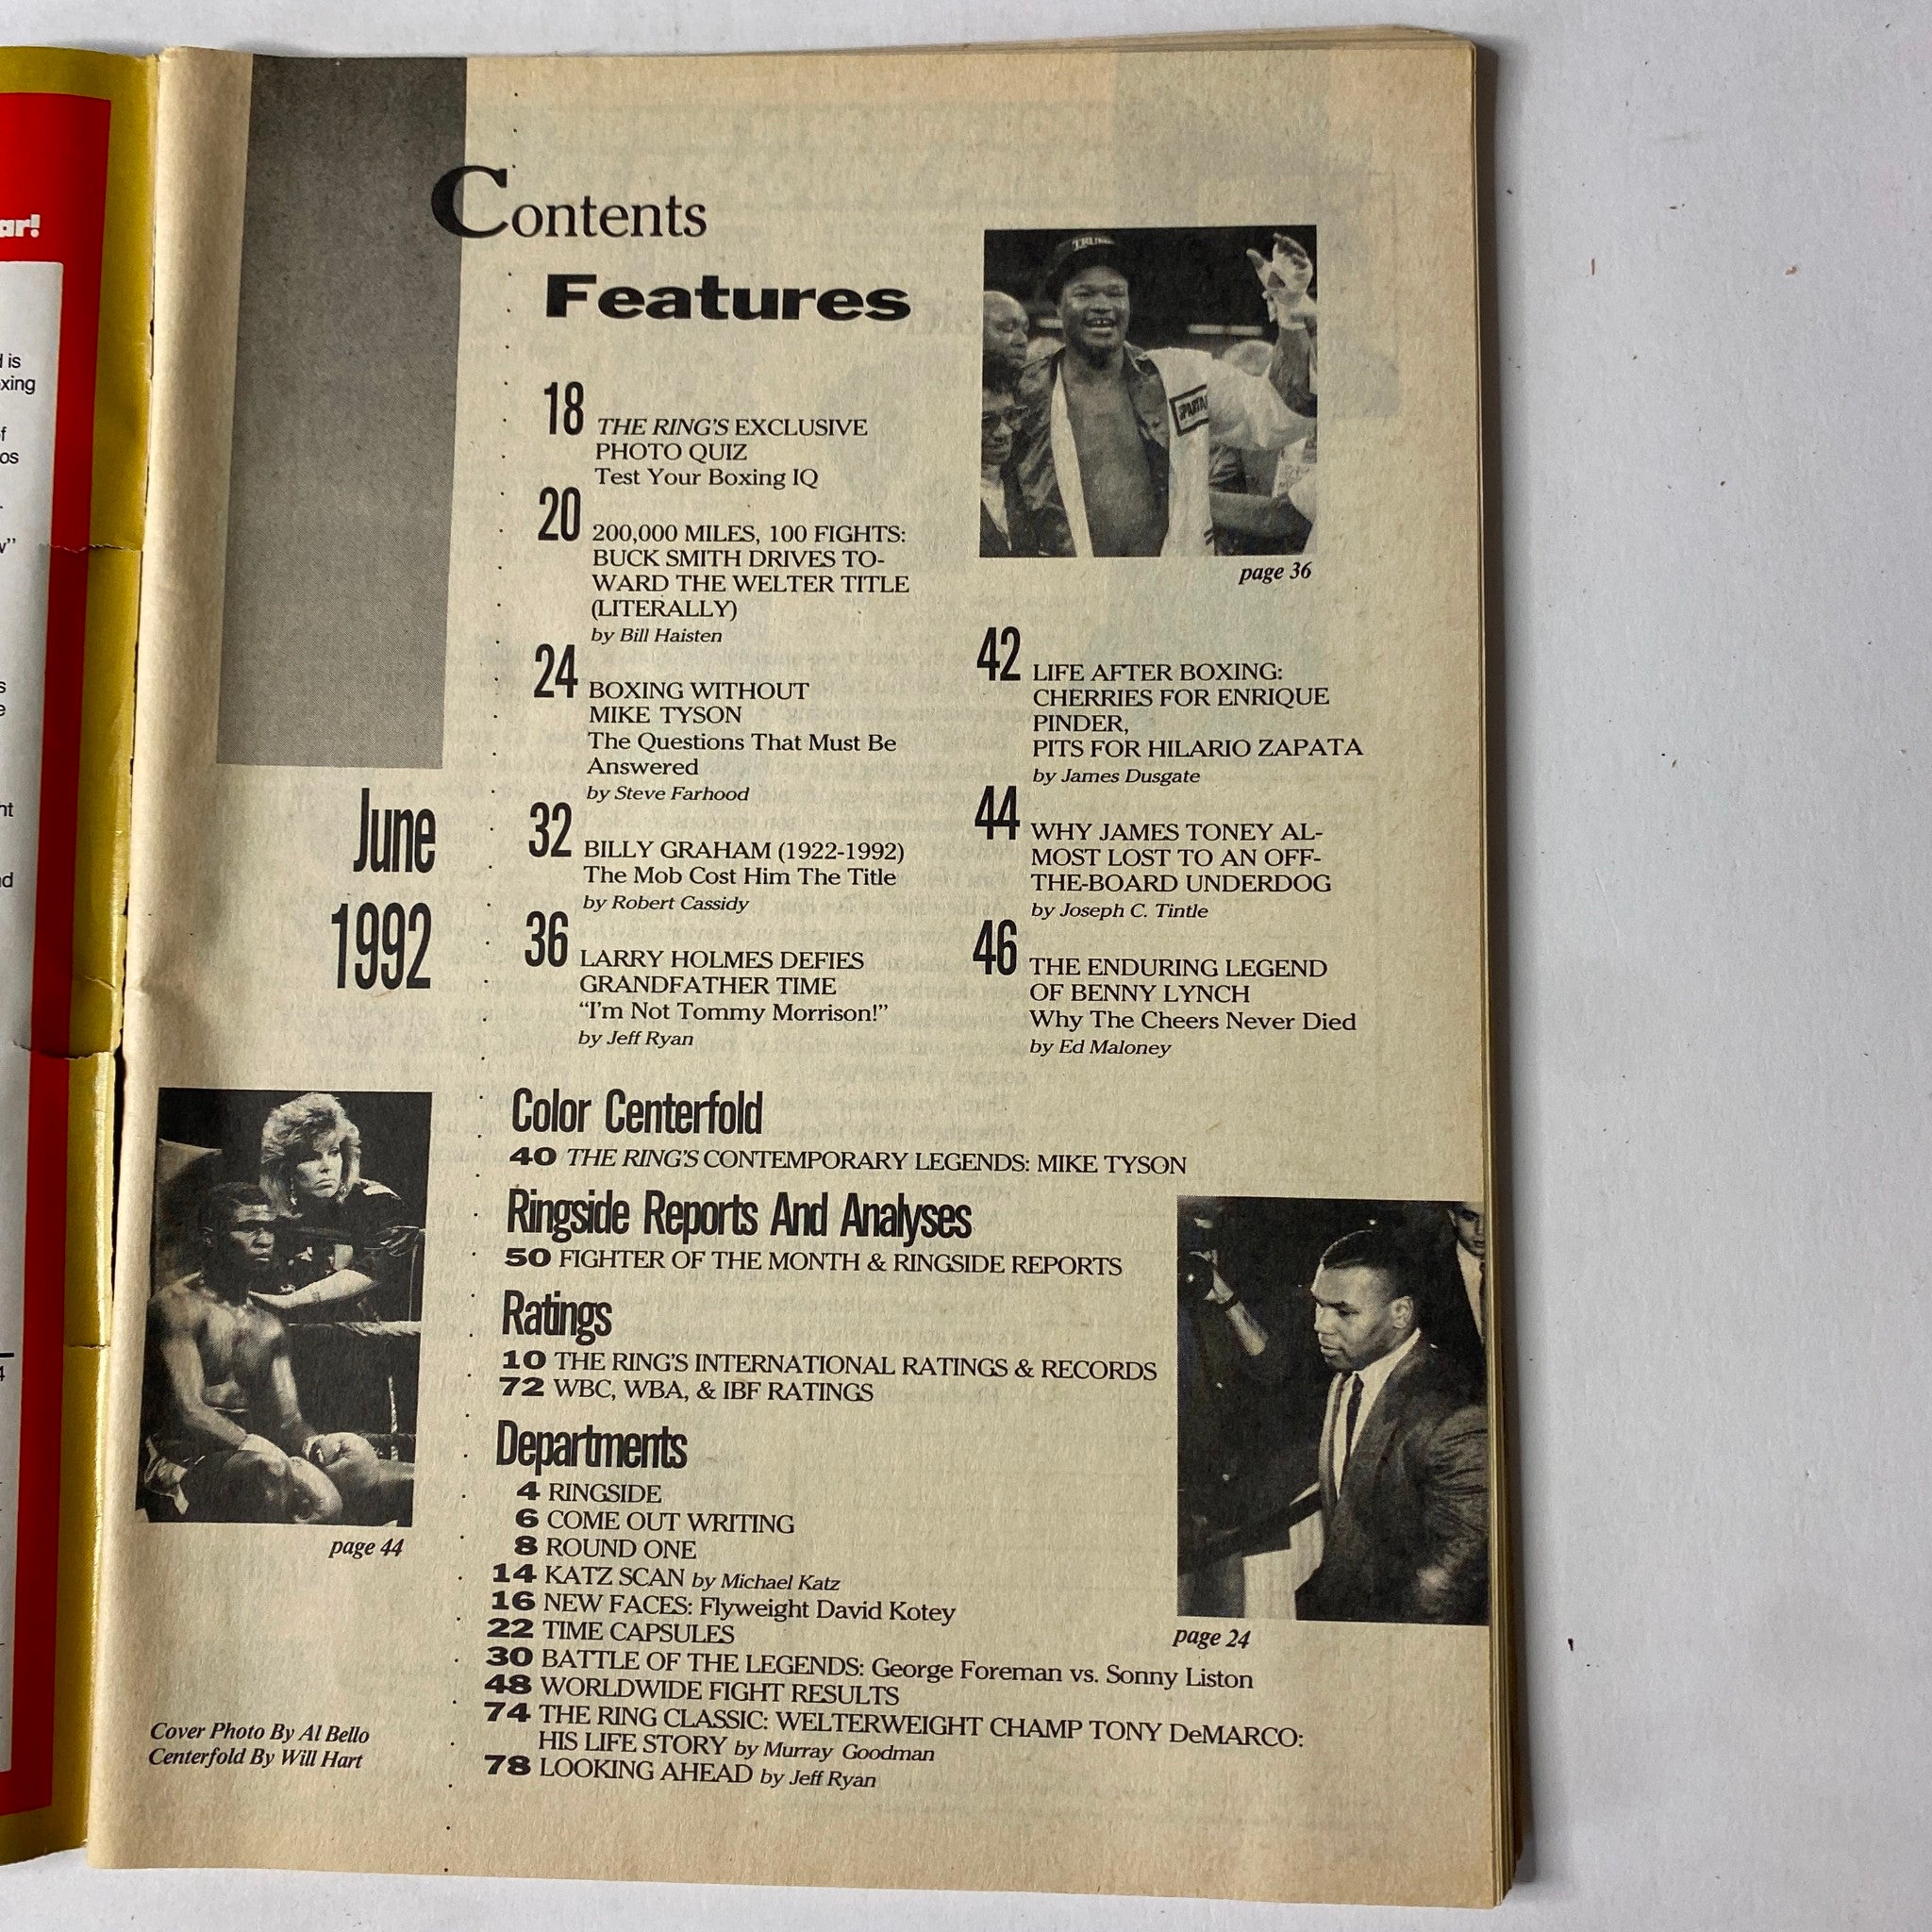 ar!
Contents
Features
18
THE RING'S EXCLUSIVE
PHOTO QUIZ
Test Your Boxing IQ
20
200,000 MILES, 100 FIGHTS:
BUCK SMITH DRIVES TO-
WARD THE WELTER TITLE
(LITERALLY)
by Bill Haisten
24
BOXING WITHOUT
MIKE TYSON
The Questions That Must Be
Answered
by Steve Farhood
32
BILLY GRAHAM (1922-1992)
The Mob Cost Him The Title
by Robert Cassidy
36
LARRY HOLMES DEFIES
GRANDFATHER TIME
“I'm Not Tommy Morrison!”
by Jeff Ryan
page 36
42
LIFE AFTER BOXING:
CHERRIES FOR ENRIQUE
PINDER,
PITS FOR HILARIO ZAPATA
by James Dusgate
44
WHY JAMES TONEY AL-
MOST LOST TO AN OFF-
THE-BOARD UNDERDOG
by Joseph C. Tintle
46
THE ENDURING LEGEND
OF BENNY LYNCH
Why The Cheers Never Died
by Ed Maloney
June
1992
Color Centerfold
40 THE RING'S CONTEMPORARY LEGENDS: MIKE TYSON
Ringside Reports And Analyses
50 FIGHTER OF THE MONTH & RINGSIDE REPORTS
Ratings
10 THE RING'S INTERNATIONAL RATINGS & RECORDS
72 WBC, WBA, & IBF RATINGS
Departments
4 RINGSIDE
6 COME OUT WRITING
8 ROUND ONE
14 KATZ SCAN by Michael Katz
16 NEW FACES: Flyweight David Kotey
22 TIME CAPSULES
30 BATTLE OF THE LEGENDS: George Foreman vs. Sonny Liston
48 WORLDWIDE FIGHT RESULTS
74 THE RING CLASSIC: WELTERWEIGHT CHAMP TONY DeMARCO:
HIS LIFE STORY by Murray Goodman
78 LOOKING AHEAD by Jeff Ryan
page 44
page 24
Cover Photo By Al Bello
Centerfold By Will Hart